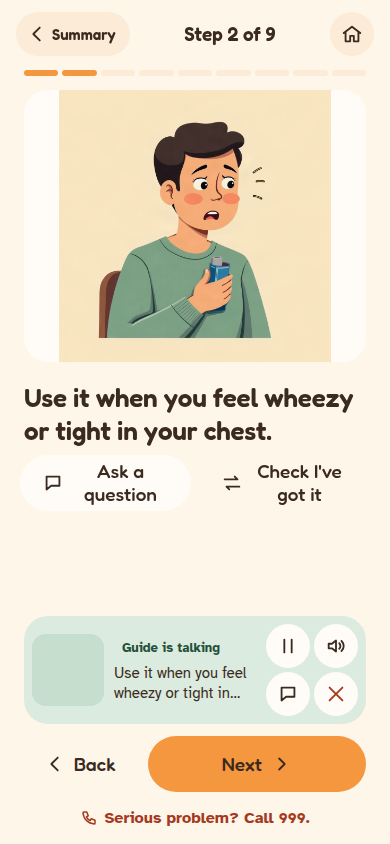 Summary
Step 2 of 9
Use it when you feel wheezy
or tight in your chest.
Ask a
question
Check I've
got it
Guide is talking
Use it when you feel
wheezy or tight in...
Back
Next
Serious problem? Call 999.